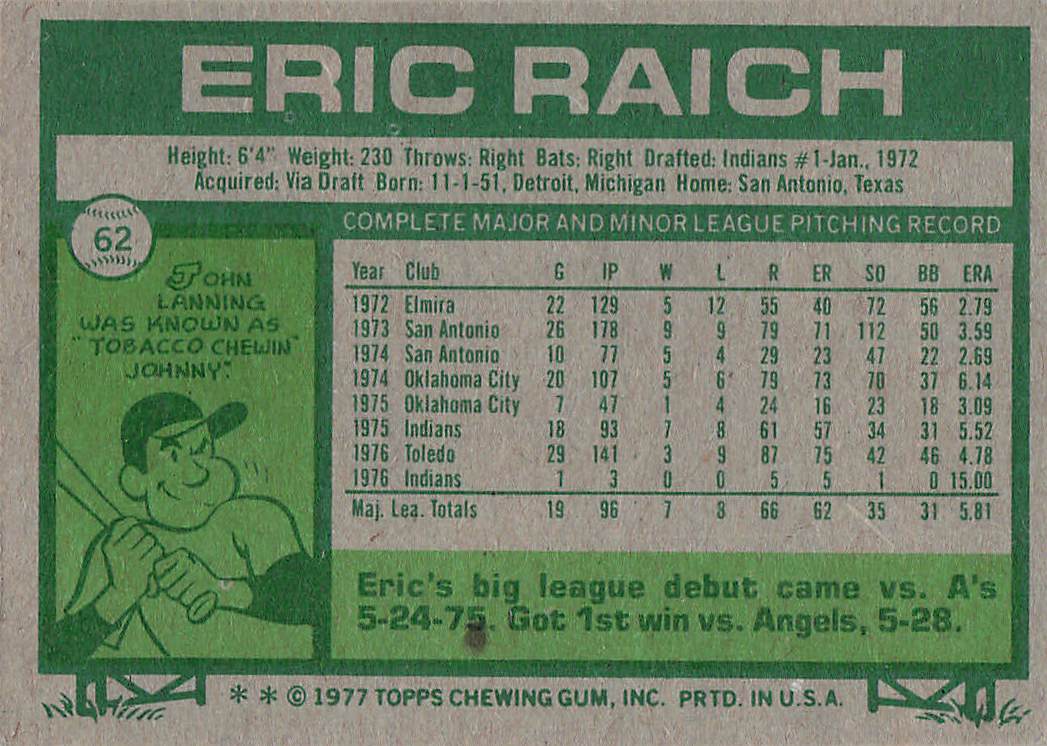 ERIC RAICH
Height: 6'4" Weight: 230 Throws: Right Bats: Right Drafted: Indians #1-Jan., 1972
Acquired: Via Draft Born: 11-1-51, Detroit, Michigan Home: San Antonio, Texas
62
JOHN
LANNING
WAS KNOWN AS
"TOBACCO CHEWIN'
JOHNNY."
COMPLETE MAJOR AND MINOR LEAGUE PITCHING RECORD
Year Club G IP W L R ER SO BB ERA
1972 Elmira 22 129 5 12 55 40 72 56 2.79
1973 San Antonio 26 178 9 9 79 71 112 50 3.59
1974 San Antonio 10 77 5 4 29 23 47 22 2.69
1974 Oklahoma City 20 107 5 6 79 73 70 37 6.14
1975 Oklahoma City 7 47 1 4 24 16 23 18 3.09
1975 Indians 18 93 7 8 61 57 34 31 5.52
1976 Toledo 29 141 3 9 87 75 42 46 4.78
1976 Indians 1 3 0 0 5 5 1 0 15.00
Maj. Lea. Totals 19 96 7 8 66 62 35 31 5.81
Eric's big league debut came vs. A's
5-24-75. Got 1st win vs. Angels, 5-28.
* * © 1977 TOPPS CHEWING GUM, INC. PRTD. IN U.S.A.